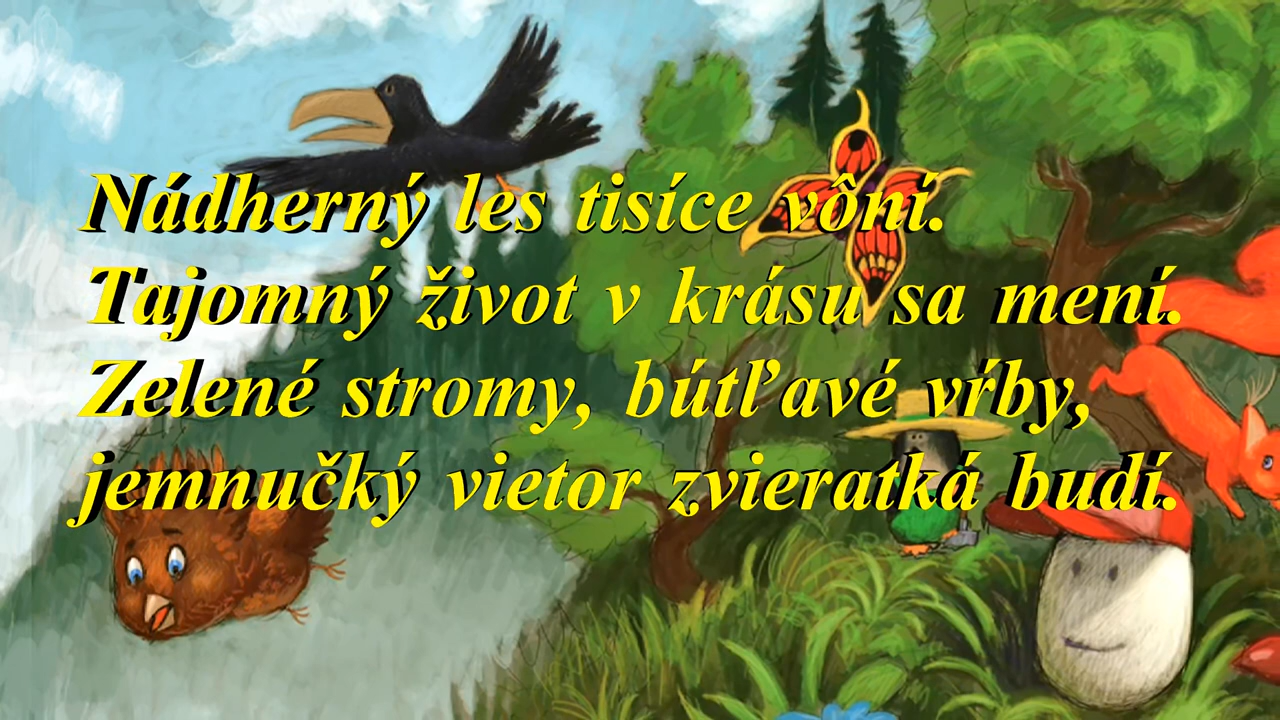 Nádherný les tisíce vôní.
Tajomný život v krásu sa mení.
Zelené stromy, bútľavé vŕby,
jemnučký vietor zvieratká budí.